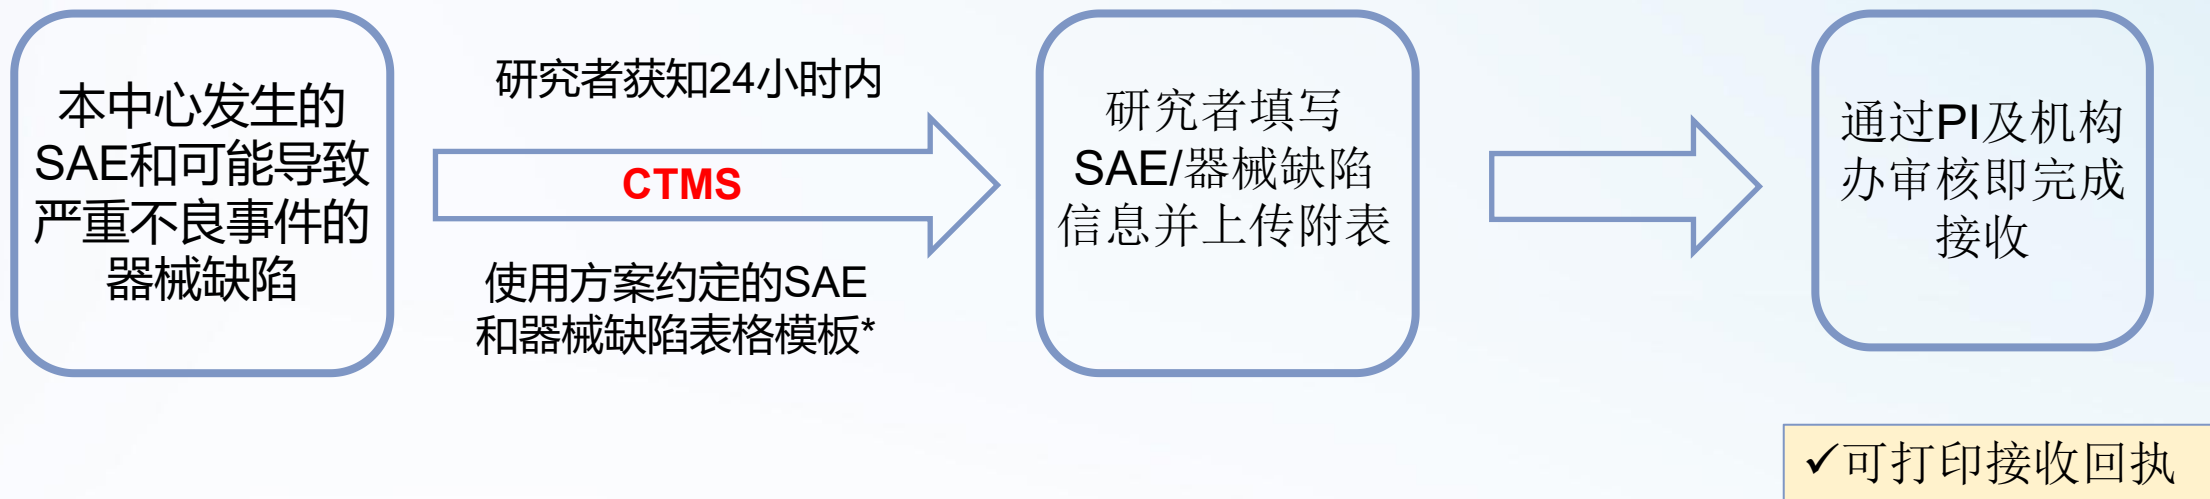 本中心发生的
SAE和可能导致
严重不良事件的
器械缺陷
研究者获知24小时内
CTMS
使用方案约定的SAE
和器械缺陷表格模板*
研究者填写
SAE/器械缺陷
信息并上传附表
通过PI及机构
办审核即完成
接收
✓可打印接收回执